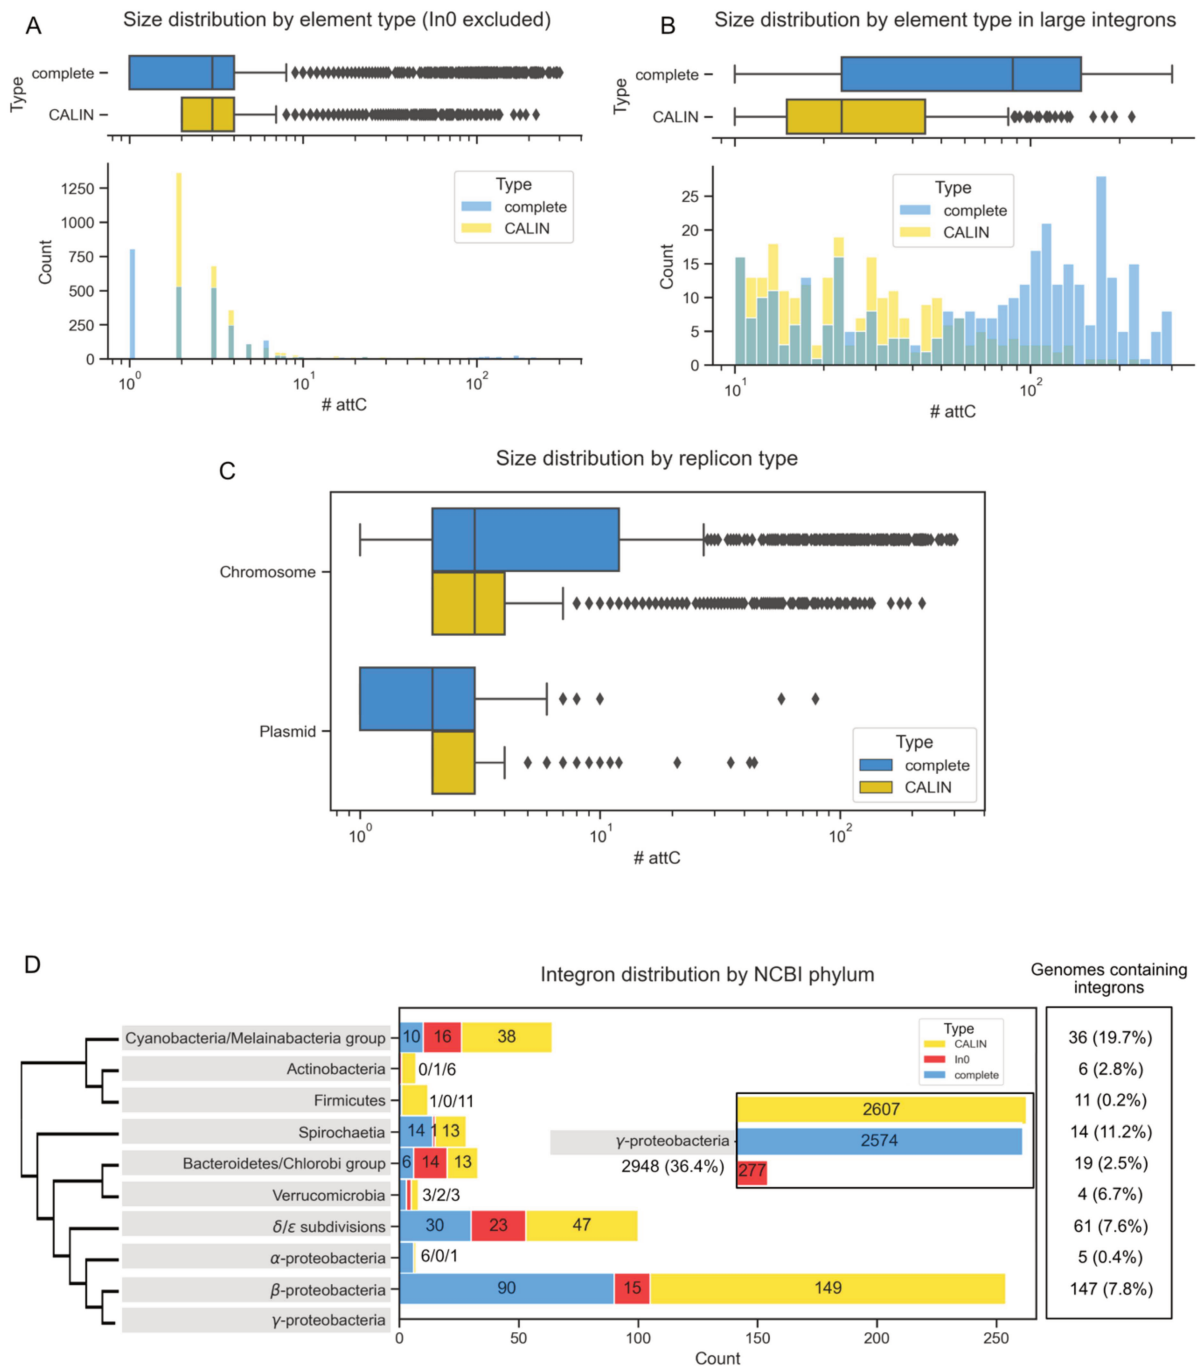 A
Size distribution by element type (In0 excluded)
Type
complete
CALIN
1250
1000
750
500
250
0
Count
Type
complete
CALIN
10⁰
10¹
10²
# attC
B
Size distribution by element type in large integrons
Type
complete
CALIN
25
20
15
10
5
0
Count
Type
complete
CALIN
10¹
10²
# attC
C
Size distribution by replicon type
Chromosome
Plasmid
Type
complete
CALIN
10⁰
10¹
10²
# attC
D
Integron distribution by NCBI phylum
Genomes containing
integrons
Cyanobacteria/Melainabacteria group 10 16 38 36 (19.7%)
Actinobacteria 0/1/6 6 (2.8%)
Firmicutes 1/0/11 11 (0.2%)
Spirochaetia 14 1 13 14 (11.2%)
Bacteroidetes/Chlorobi group 6 14 13 19 (2.5%)
Verrucomicrobia 3/2/3 4 (6.7%)
δ/ε subdivisions 30 23 47 61 (7.6%)
α-proteobacteria 6/0/1 5 (0.4%)
β-proteobacteria 90 15 149 147 (7.8%)
γ-proteobacteria
Type
CALIN
In0
complete
2607
γ-proteobacteria 2574
2948 (36.4%) 277
0 50 100 150 200 250
Count